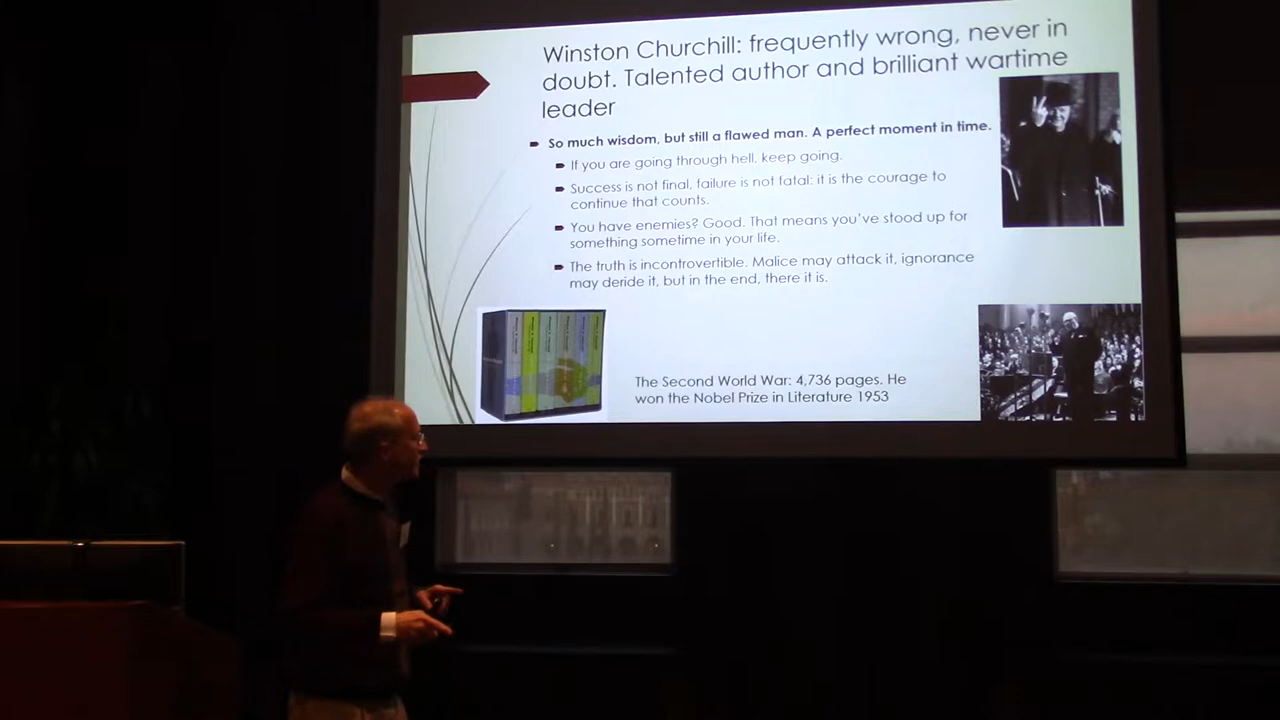 Winston Churchill: frequently wrong, never in
doubt. Talented author and brilliant wartime
leader
So much wisdom, but still a flawed man. A perfect moment in time.
If you are going through hell, keep going.
Success is not final, failure is not fatal: it is the courage to
continue that counts.
You have enemies? Good. That means you've stood up for
something sometime in your life.
The truth is incontrovertible. Malice may attack it, ignorance
may deride it, but in the end, there it is.
The Second World War: 4,736 pages. He
won the Nobel Prize in Literature 1953